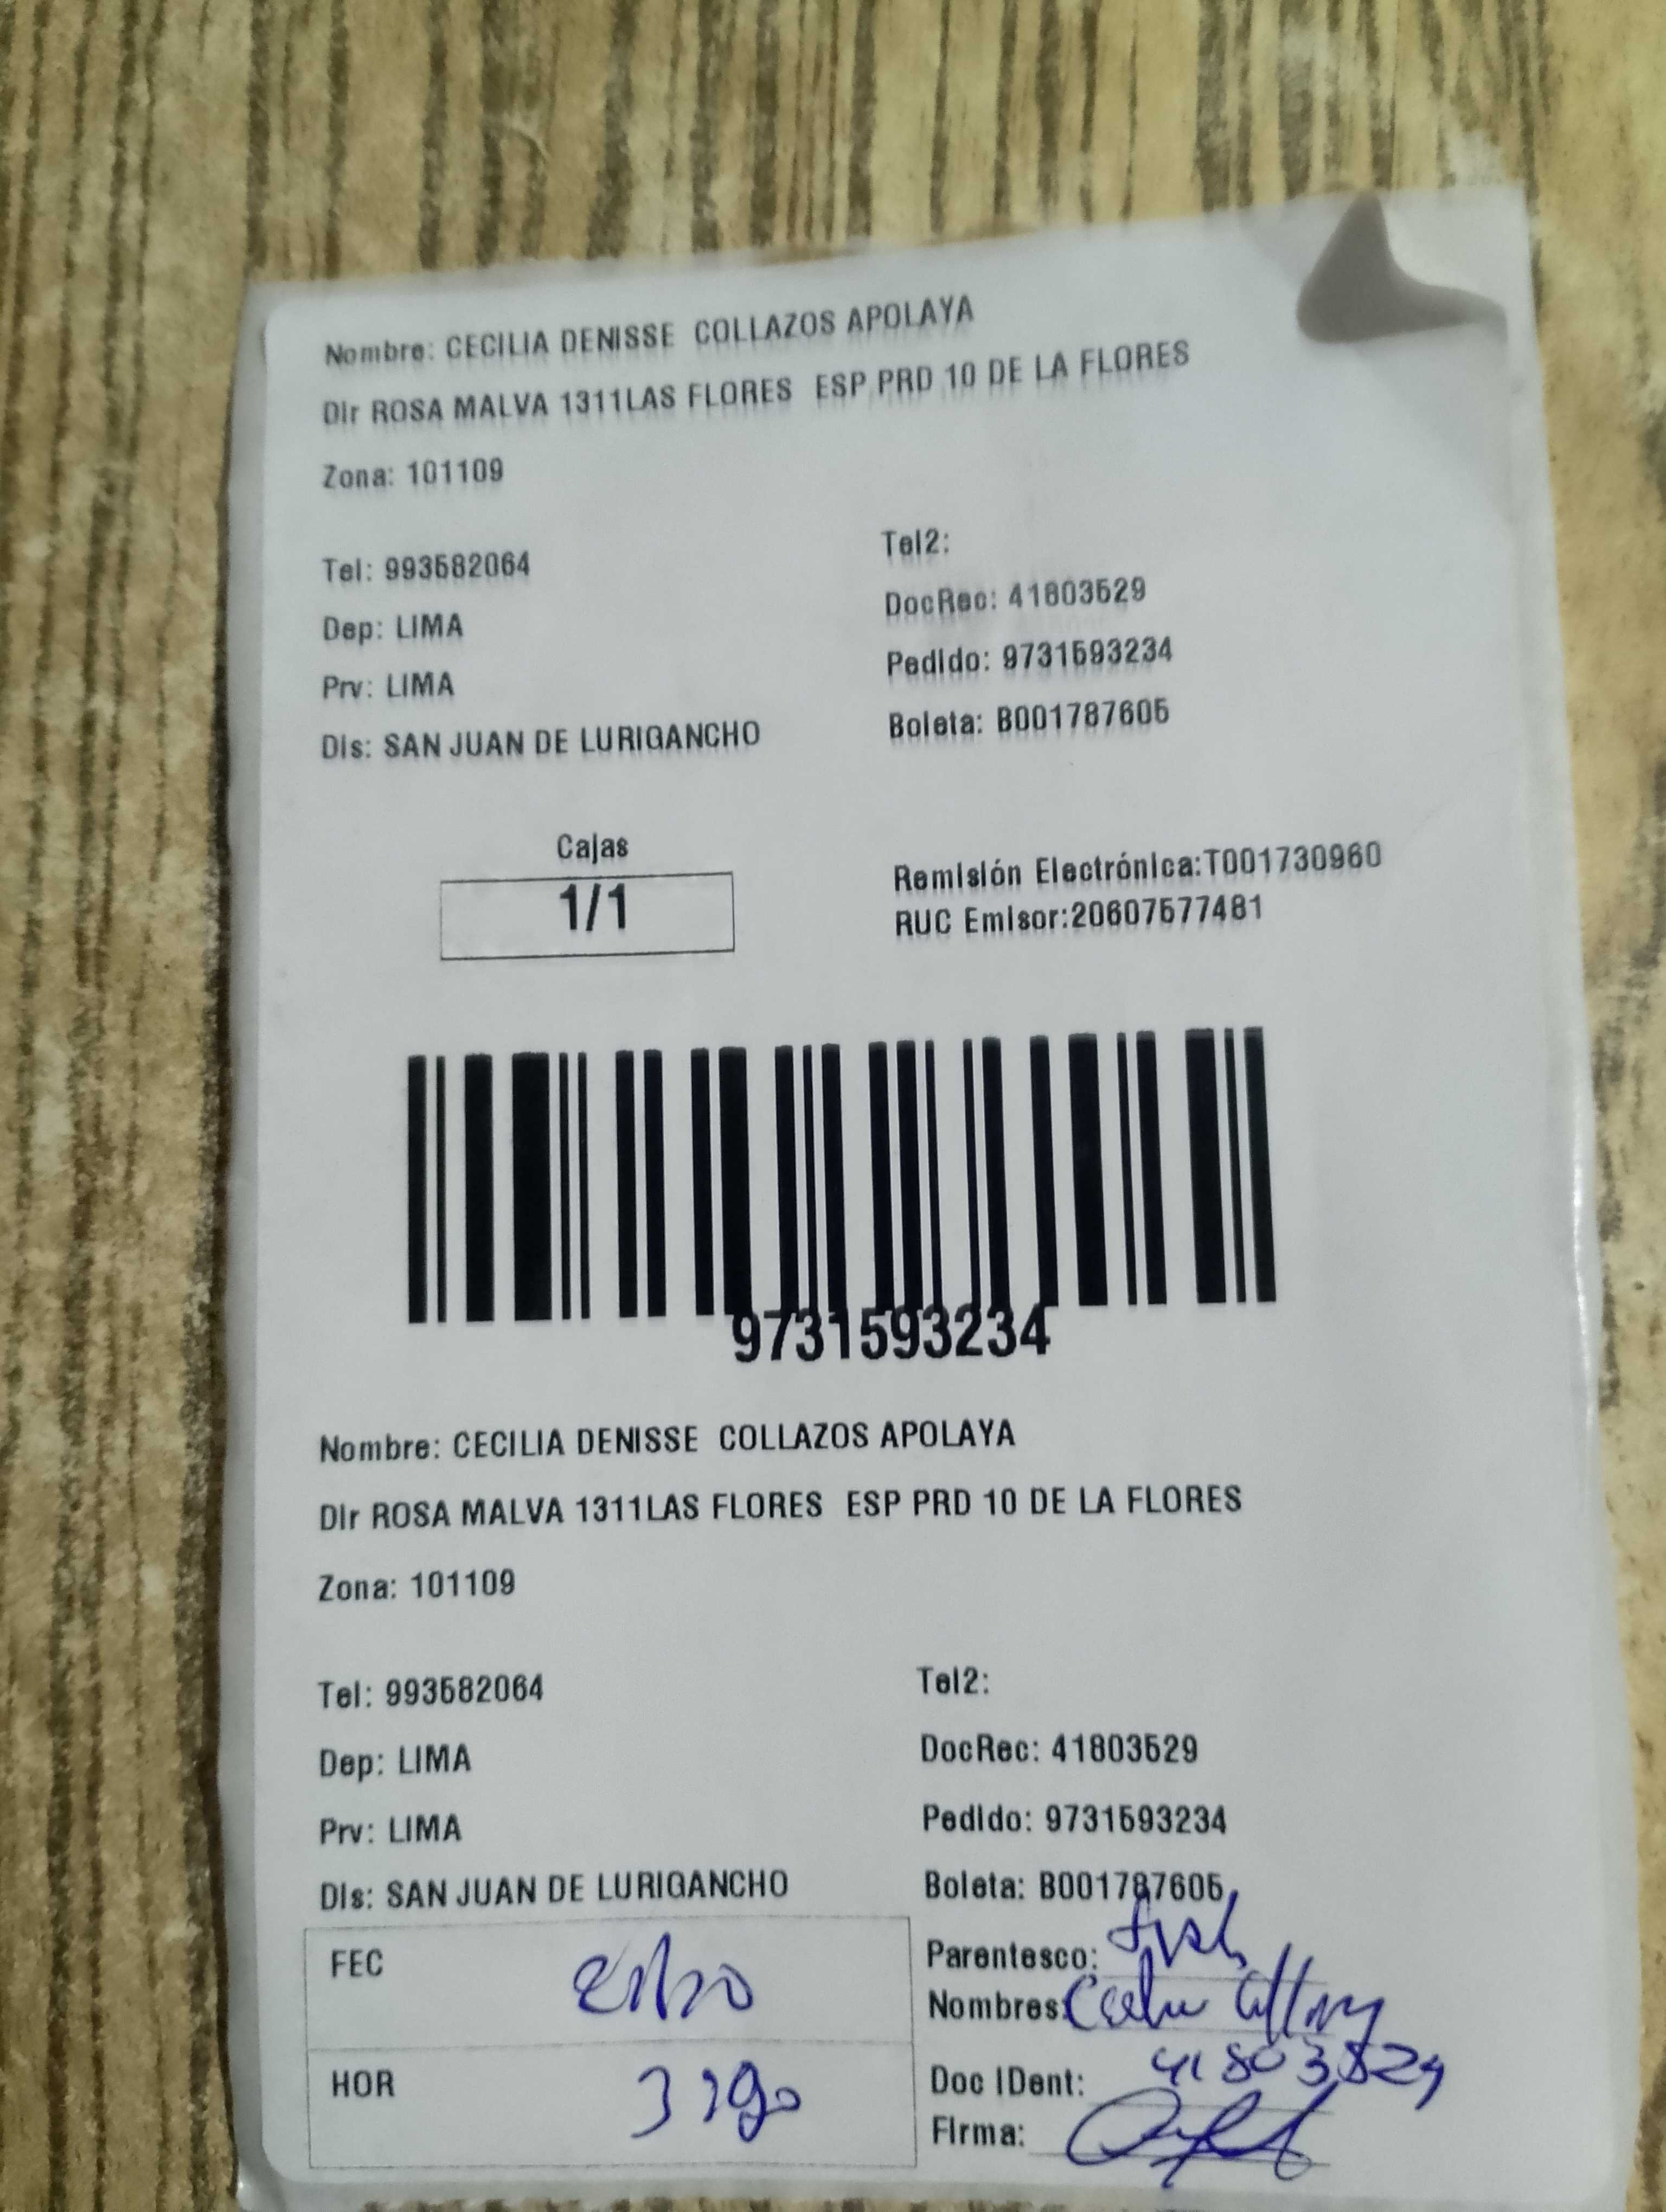 Nombre: CECILIA DENISSE COLLAZOS APOLAYA
Dir ROSA MALVA 1311LAS FLORES ESP PRD 10 DE LA FLORES
Zona: 101109
Tel: 993582064
Tel2:
DocRec: 41803529
Dep: LIMA
Pedido: 9731593234
Prv: LIMA
Boleta: B001787605
Dis: SAN JUAN DE LURIGANCHO
Cajas
1/1
Remisión Electrónica:T001730960
RUC Emisor:20607577481
9731593234
Nombre: CECILIA DENISSE COLLAZOS APOLAYA
Dir ROSA MALVA 1311LAS FLORES ESP PRD 10 DE LA FLORES
Zona: 101109
Tel: 993582064
Tel2:
Dep: LIMA
DocRec: 41803529
Prv: LIMA
Pedido: 9731593234
Dis: SAN JUAN DE LURIGANCHO
Boleta: B001787605
FEC
Parentesco:
Nombres:
HOR
Doc IDent: 41803529
Firma: